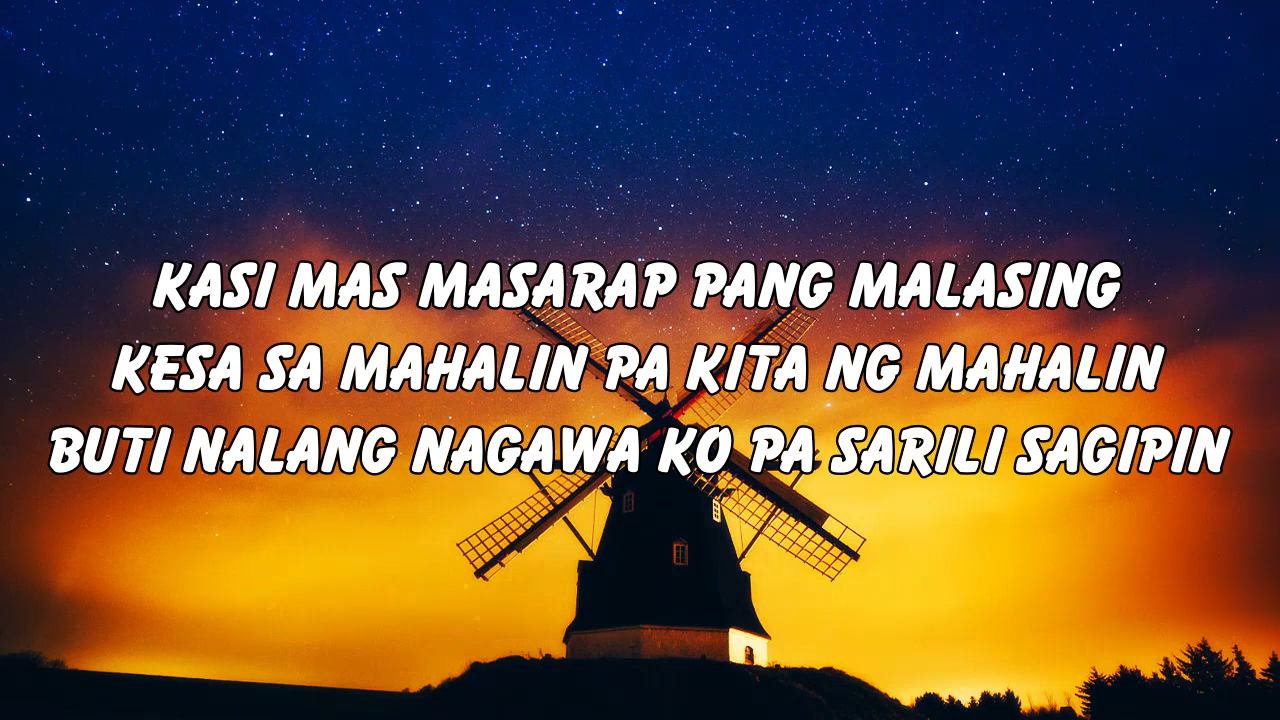 KASI MAS MASARAP PANG MALASING
KESA SA MAHALIN PA KITA NG MAHALIN
BUTI NALANG NAGAWA KO PA SARILI SAGIPIN